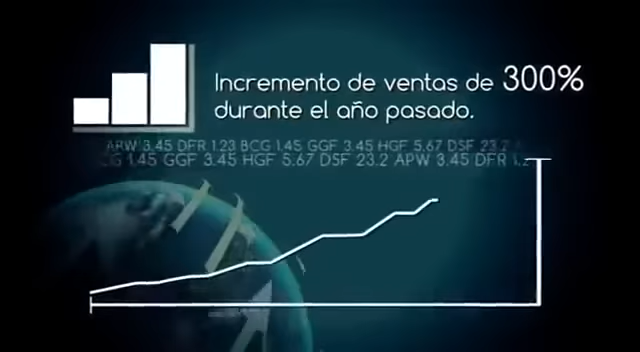 Incremento de ventas de 300%
durante el año pasado.
ARW 3.45 DFR 1.23 BCG 1.45 GGF 3.45 HGF 5.67 DSF 23.2
1.45 GGF 3.45 HGF 5.67 DSF 23.2 APW 3.45 DFR